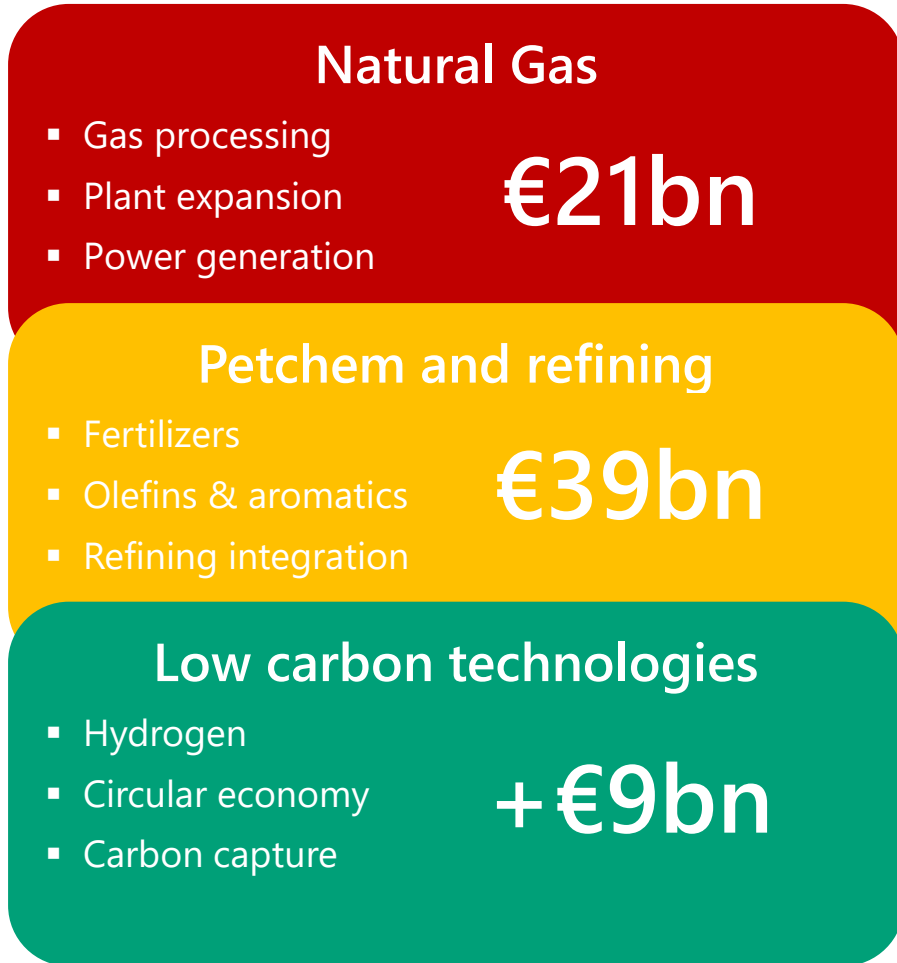 Natural Gas
▪ Gas processing
▪ Plant expansion
▪ Power generation
€21bn
Petchem and refining
▪ Fertilizers
▪ Olefins & aromatics
▪ Refining integration
€39bn
Low carbon technologies
▪ Hydrogen
▪ Circular economy
▪ Carbon capture
+€9bn